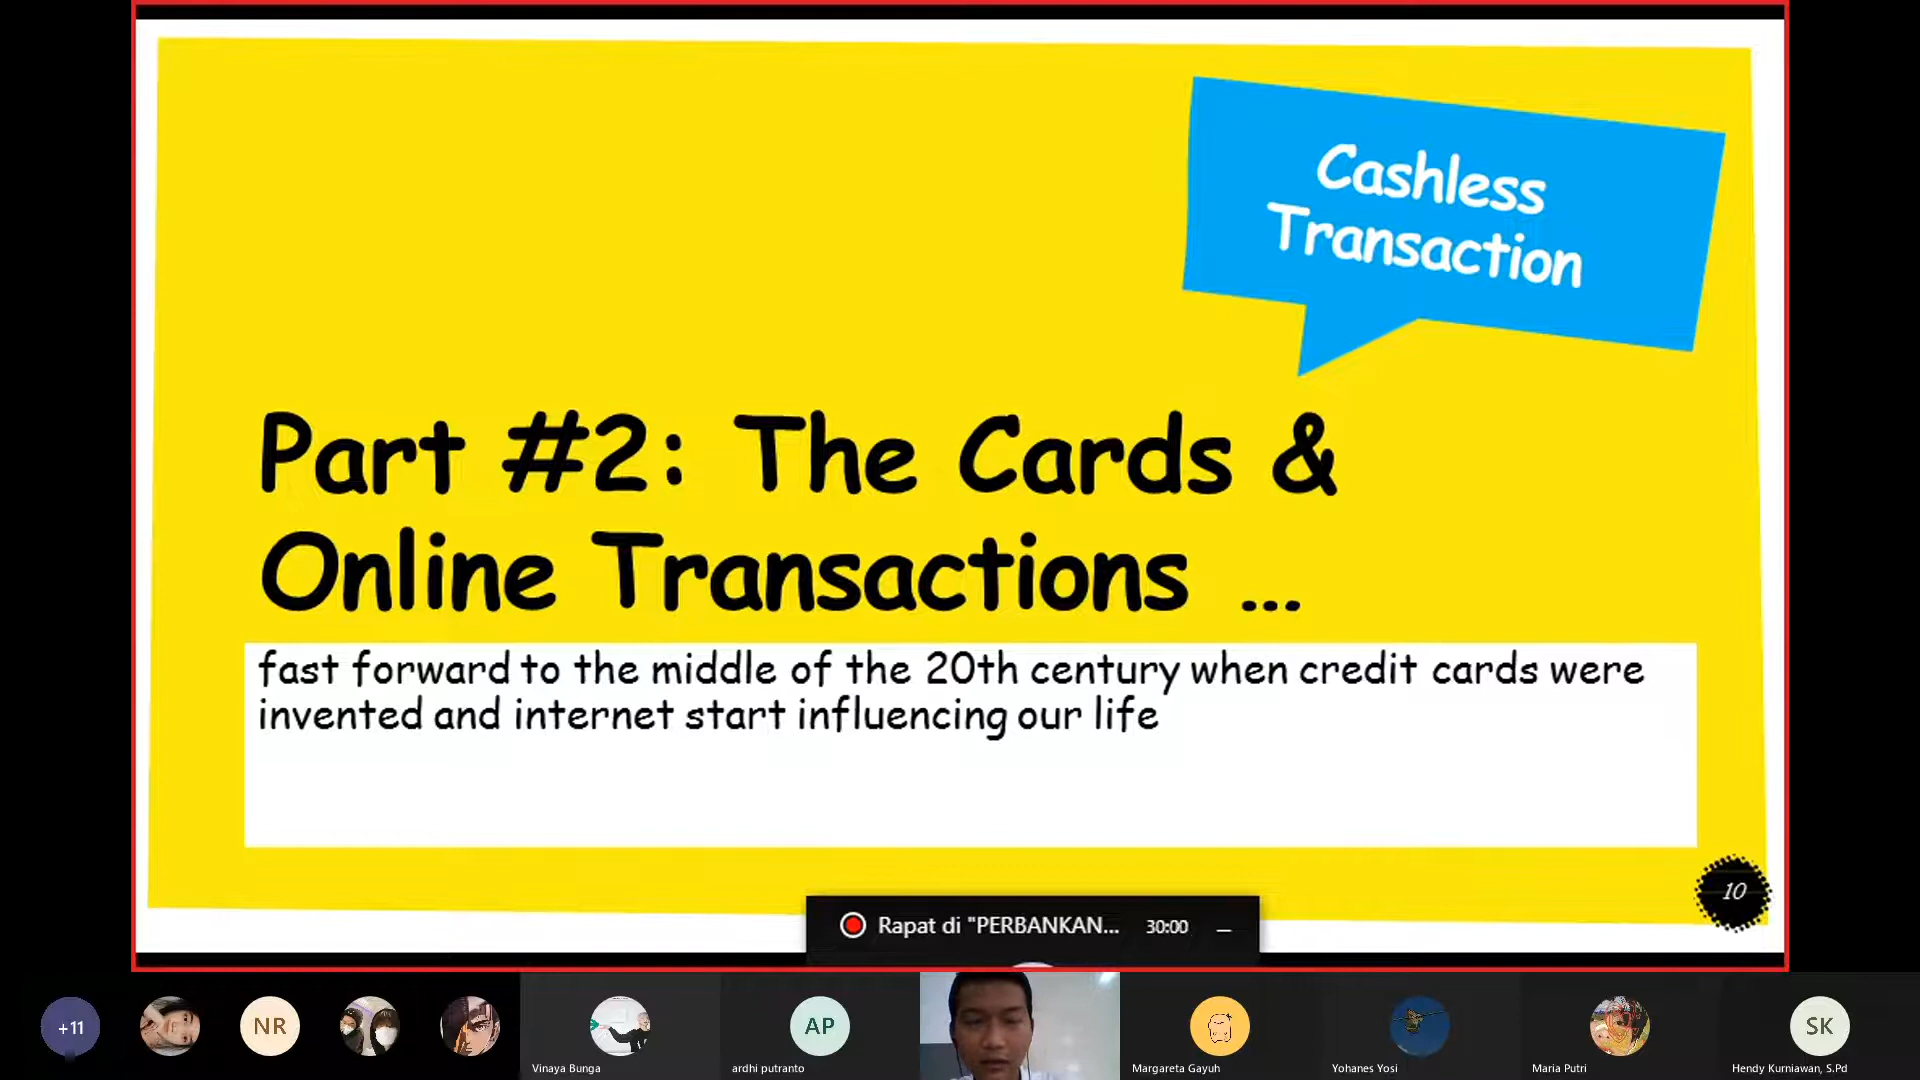 Cashless
Transaction
Part #2: The Cards &
Online Transactions ...
fast forward to the middle of the 20th century when credit cards were
invented and internet start influencing our life
10
Rapat di "PERBANKAN...
30:00
+11
NR
AP
SK
Vinaya Bunga
ardhi putranto
Margareta Gayuh
Yohanes Yosi
Maria Putri
Hendy Kurniawan, S.Pd